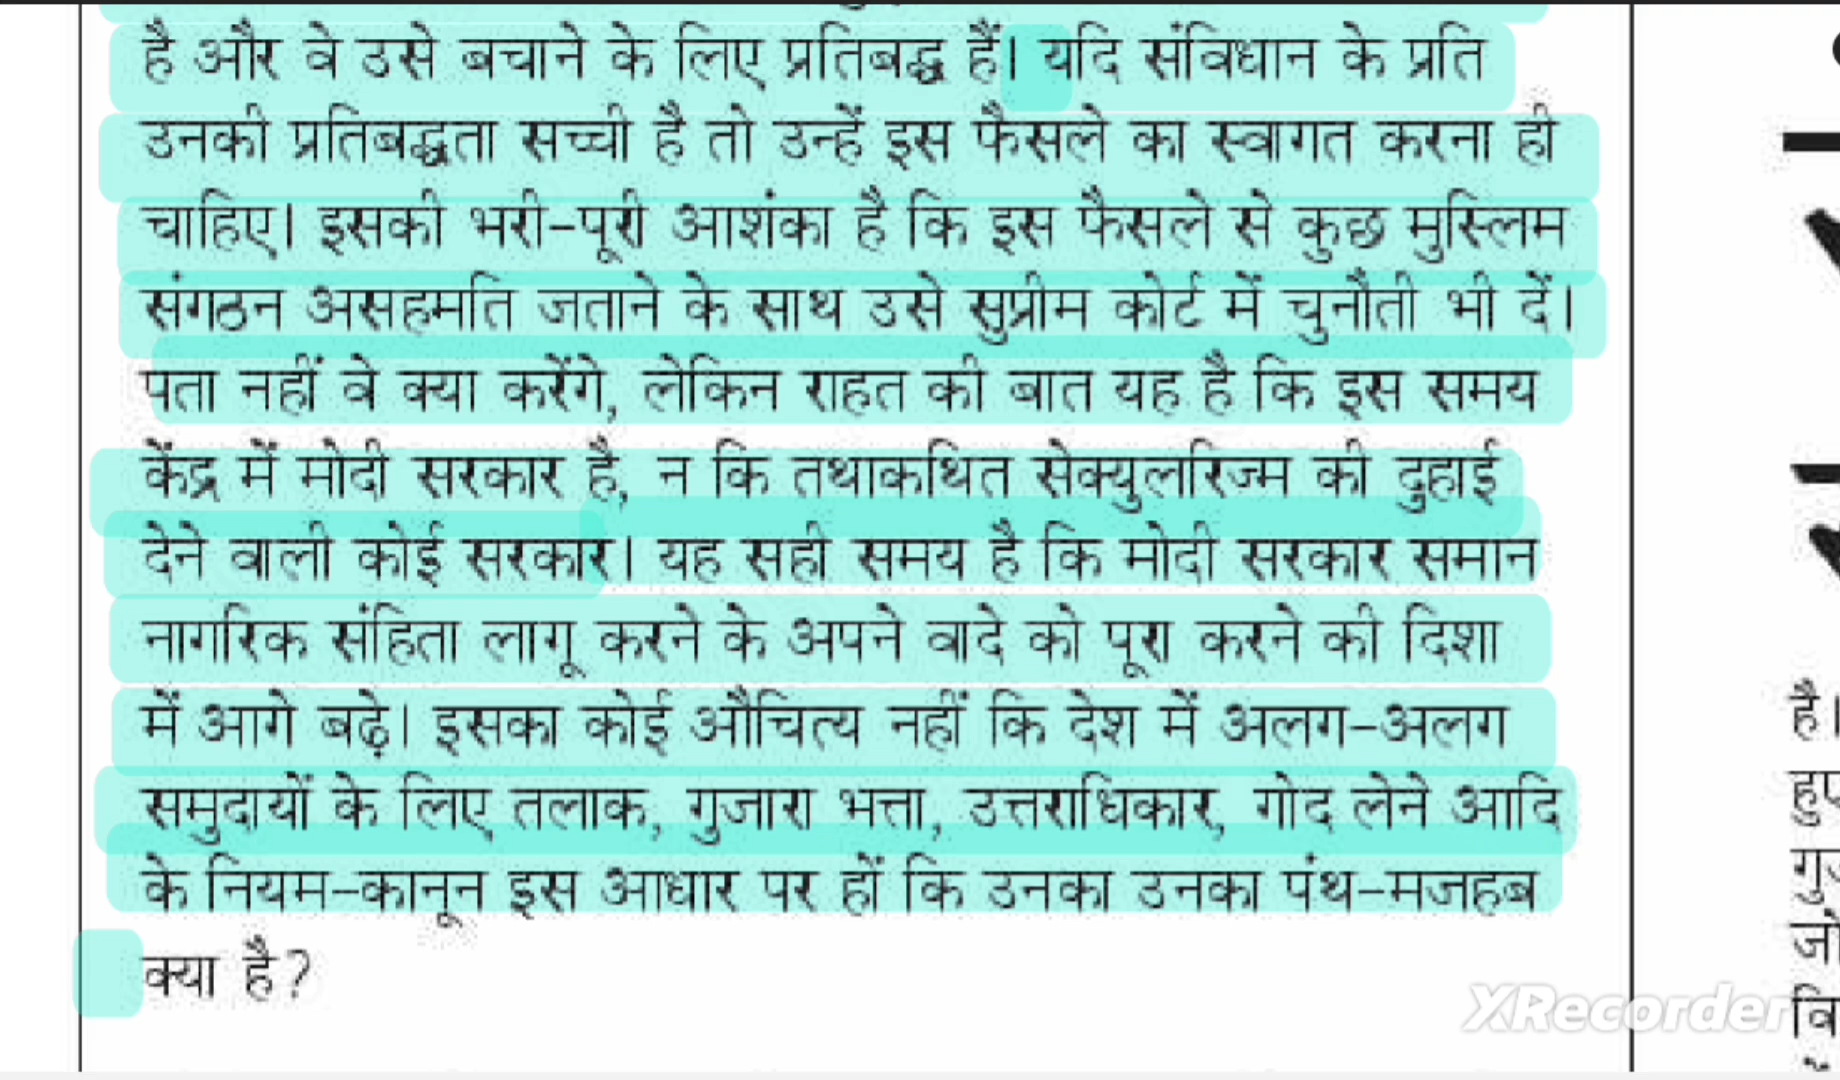 है और वे उसे बचाने के लिए प्रतिबद्ध हैं। यदि संविधान के प्रति
उनकी प्रतिबद्धता सच्ची है तो उन्हें इस फैसले का स्वागत करना ही
चाहिए। इसकी भरी-पूरी आशंका है कि इस फैसले से कुछ मुस्लिम
संगठन असहमति जताने के साथ उसे सुप्रीम कोर्ट में चुनौती भी दें।
पता नहीं वे क्या करेंगे, लेकिन राहत की बात यह है कि इस समय
केंद्र में मोदी सरकार है, न कि तथाकथित सेक्युलरिज्म की दुहाई
देने वाली कोई सरकार। यह सही समय है कि मोदी सरकार समान
नागरिक संहिता लागू करने के अपने वादे को पूरा करने की दिशा
में आगे बढ़े। इसका कोई औचित्य नहीं कि देश में अलग-अलग
समुदायों के लिए तलाक, गुजारा भत्ता, उत्तराधिकार, गोद लेने आदि
के नियम-कानून इस आधार पर हों कि उनका उनका पंथ-मजहब
क्या है?
है।
XRecorder